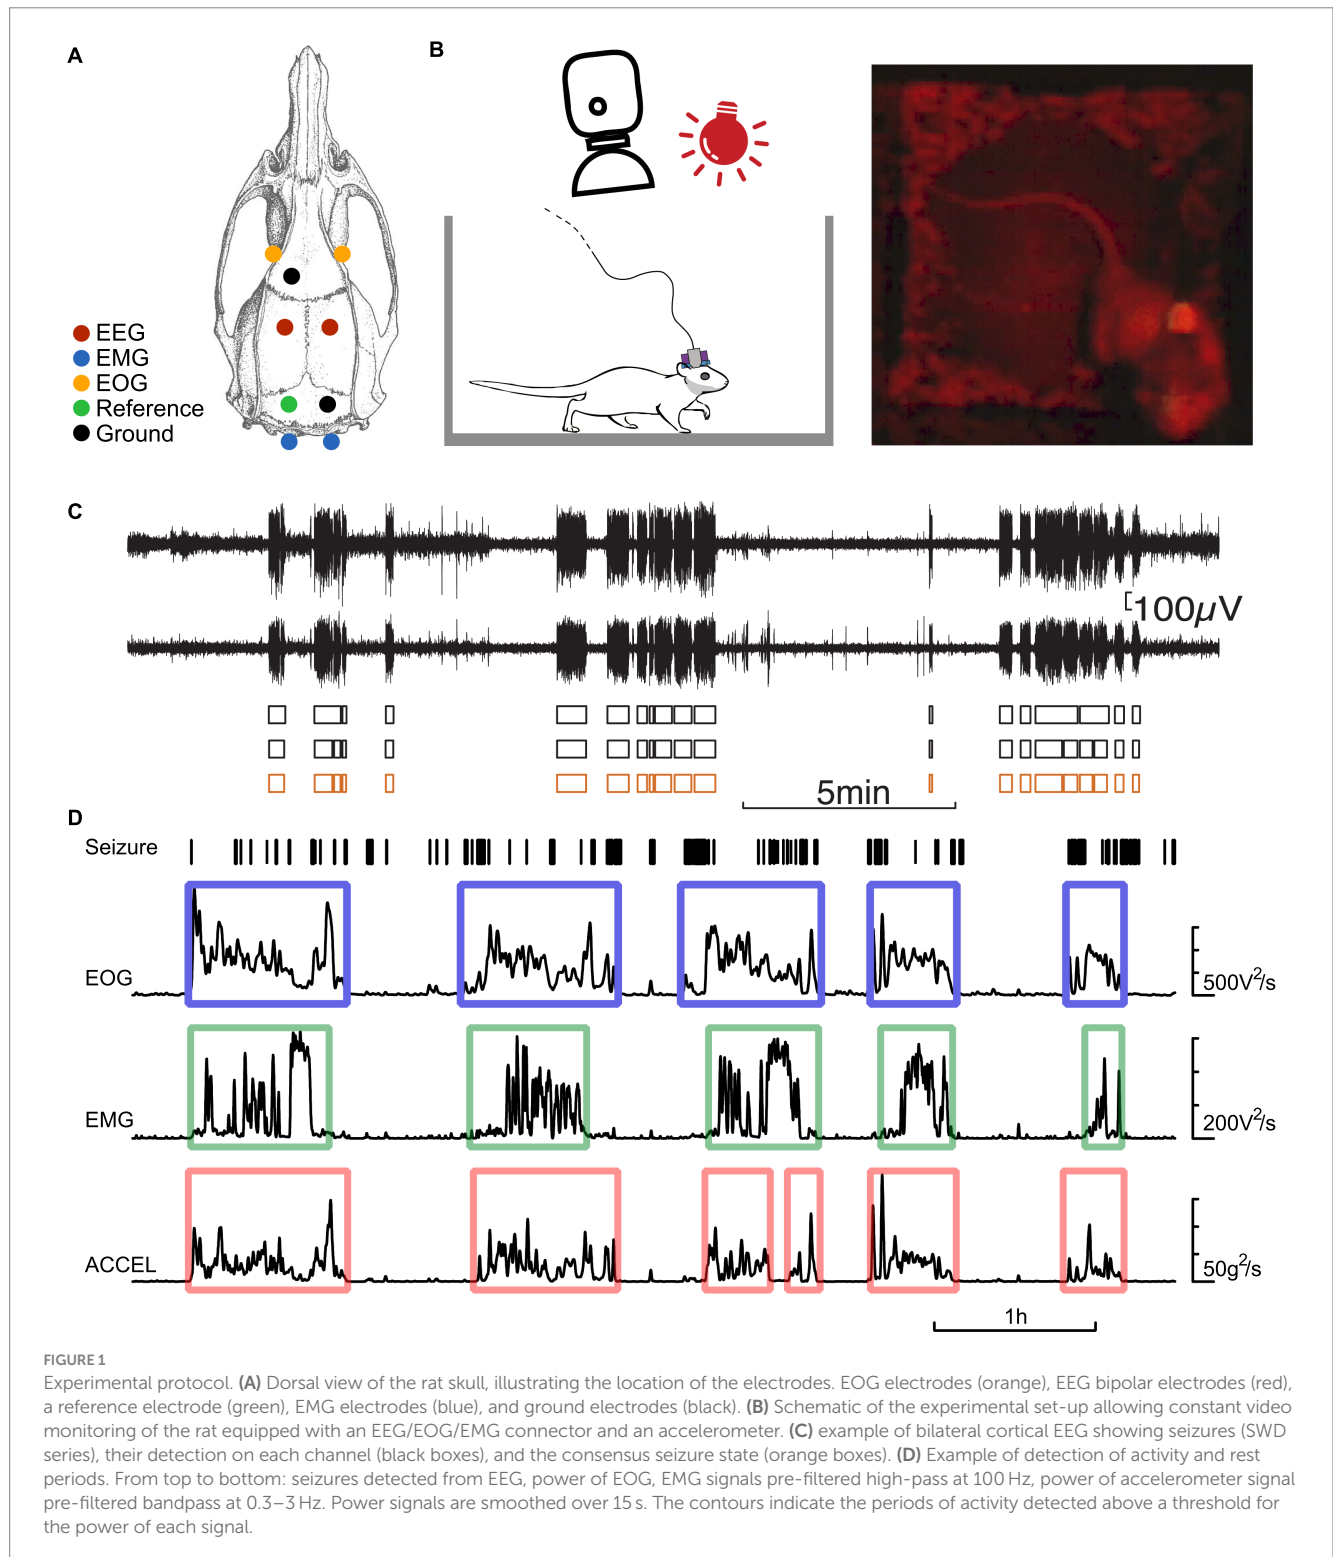 A
B
EEG
EMG
EOG
Reference
Ground
C
100µV
5min
D
Seizure
EOG
500V²/s
EMG
200V²/s
ACCEL
50g²/s
1h
FIGURE 1
Experimental protocol. (A) Dorsal view of the rat skull, illustrating the location of the electrodes. EOG electrodes (orange), EEG bipolar electrodes (red),
a reference electrode (green), EMG electrodes (blue), and ground electrodes (black). (B) Schematic of the experimental set-up allowing constant video
monitoring of the rat equipped with an EEG/EOG/EMG connector and an accelerometer. (C) example of bilateral cortical EEG showing seizures (SWD
series), their detection on each channel (black boxes), and the consensus seizure state (orange boxes). (D) Example of detection of activity and rest
periods. From top to bottom: seizures detected from EEG, power of EOG, EMG signals pre-filtered high-pass at 100 Hz, power of accelerometer signal
pre-filtered bandpass at 0.3–3 Hz. Power signals are smoothed over 15 s. The contours indicate the periods of activity detected above a threshold for
the power of each signal.